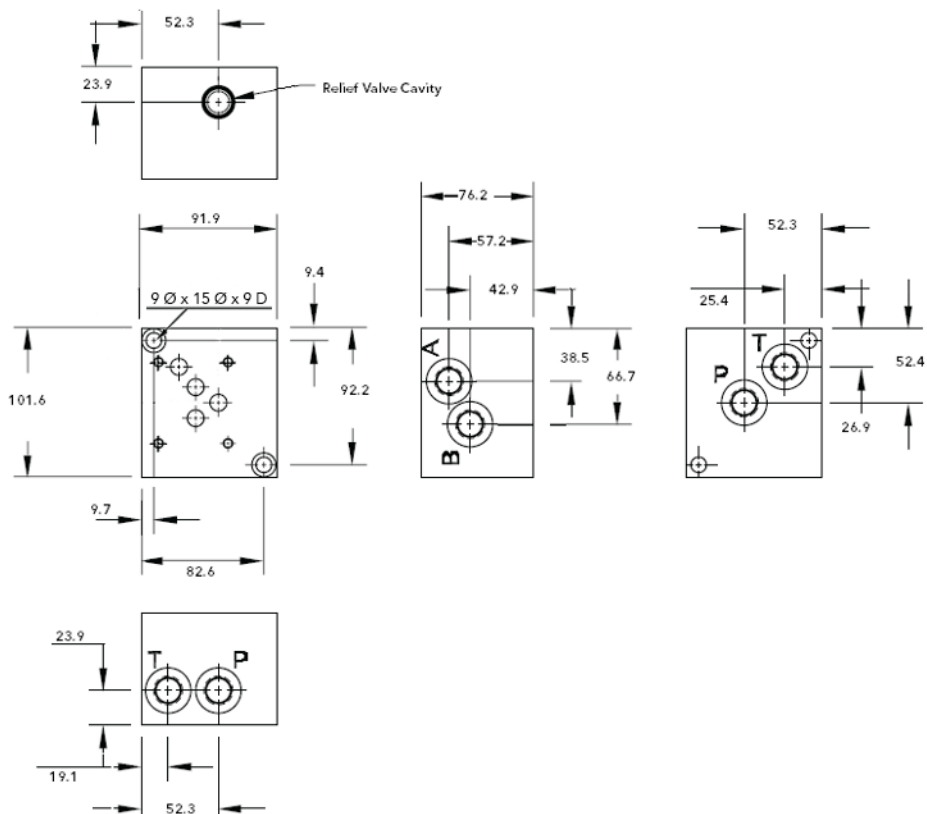 52.3
23.9
Relief Valve Cavity
91.9
9.4
9 Ø x 15 Ø x 9 D
101.6
92.2
9.7
82.6
76.2
57.2
42.9
A
38.5
66.7
B
52.3
25.4
T
P
52.4
26.9
23.9
T P
19.1
52.3